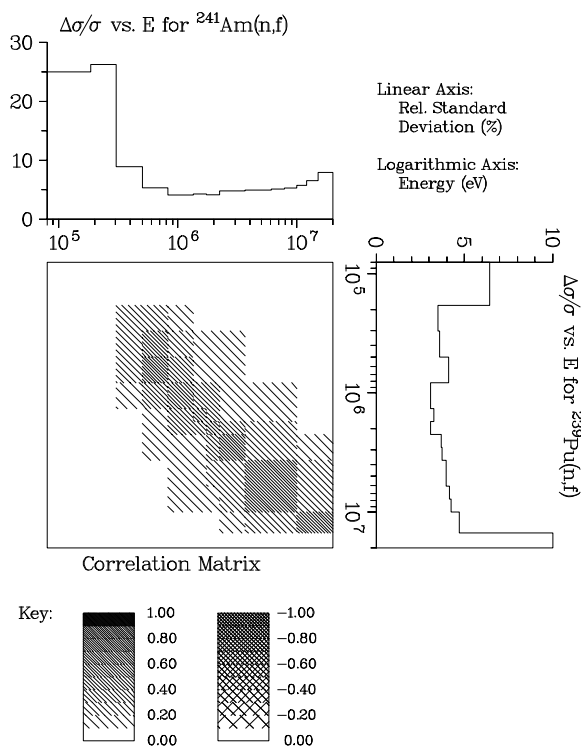 Δσ/σ vs. E for ²⁴¹Am(n,f)
30
20
10
0
10⁵
10⁶
10⁷
Linear Axis:
Rel. Standard
Deviation (%)
Logarithmic Axis:
Energy (eV)
0
5
10
10⁵
10⁶
10⁷
Δσ/σ vs. E for ²³⁹Pu(n,f)
Correlation Matrix
Key:
1.00
0.80
0.60
0.40
0.20
0.00
−1.00
−0.80
−0.60
−0.40
−0.20
0.00